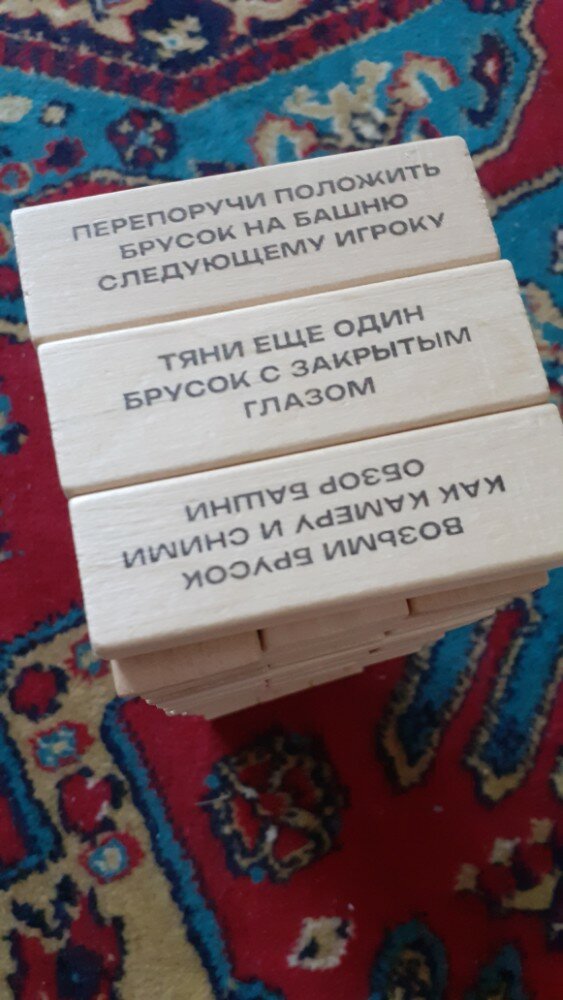 ПЕРЕПОРУЧИ ПОЛОЖИТЬ
БРУСОК НА БАШНЮ
СЛЕДУЮЩЕМУ ИГРОКУ
ТЯНИ ЕЩЕ ОДИН
БРУСОК С ЗАКРЫТЫМ
ГЛАЗОМ
ВОЗЬМИ БРУСОК
КАК КАМЕРУ И СНИМИ
ОБЗОР БАШНИ